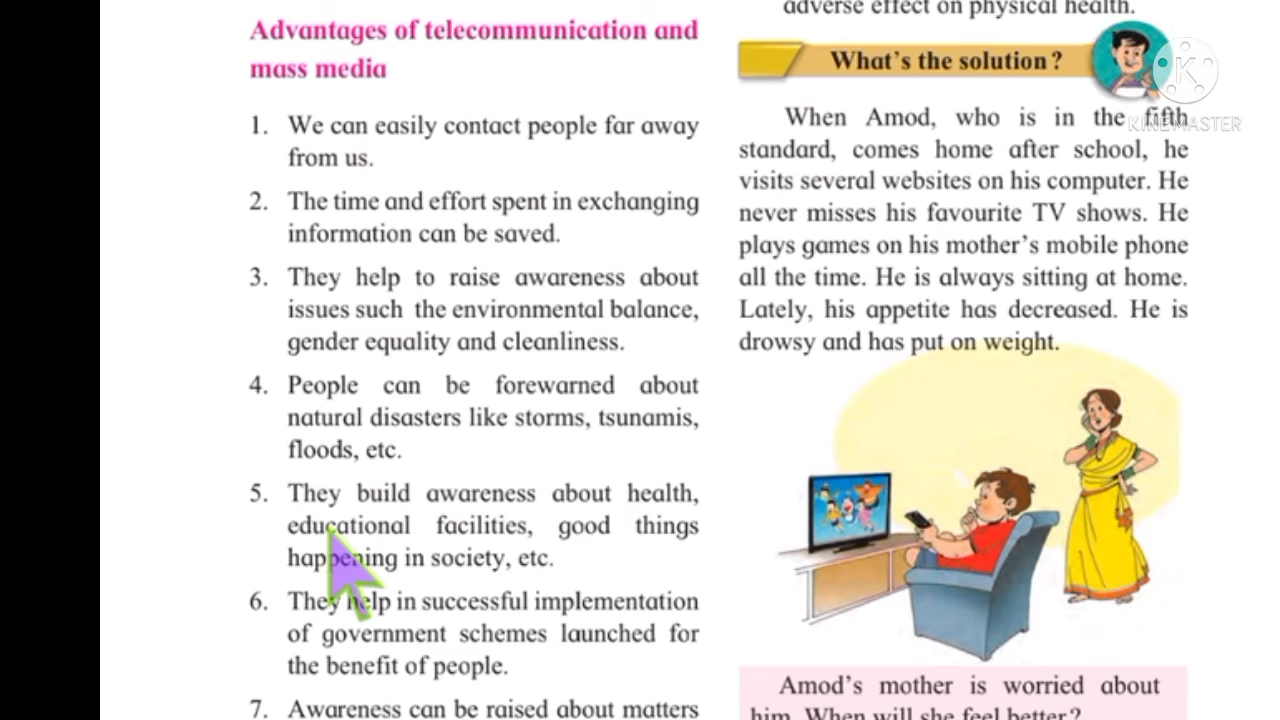 Advantages of telecommunication and
mass media
1. We can easily contact people far away
from us.
2. The time and effort spent in exchanging
information can be saved.
3. They help to raise awareness about
issues such the environmental balance,
gender equality and cleanliness.
4. People can be forewarned about
natural disasters like storms, tsunamis,
floods, etc.
5. They build awareness about health,
educational facilities, good things
happening in society, etc.
6. They help in successful implementation
of government schemes launched for
the benefit of people.
7. Awareness can be raised about matters
adverse effect on physical health.
What's the solution ?
When Amod, who is in the fifth
standard, comes home after school, he
visits several websites on his computer. He
never misses his favourite TV shows. He
plays games on his mother's mobile phone
all the time. He is always sitting at home.
Lately, his appetite has decreased. He is
drowsy and has put on weight.
Amod's mother is worried about
him. When will she feel better?
K
KINEMASTER